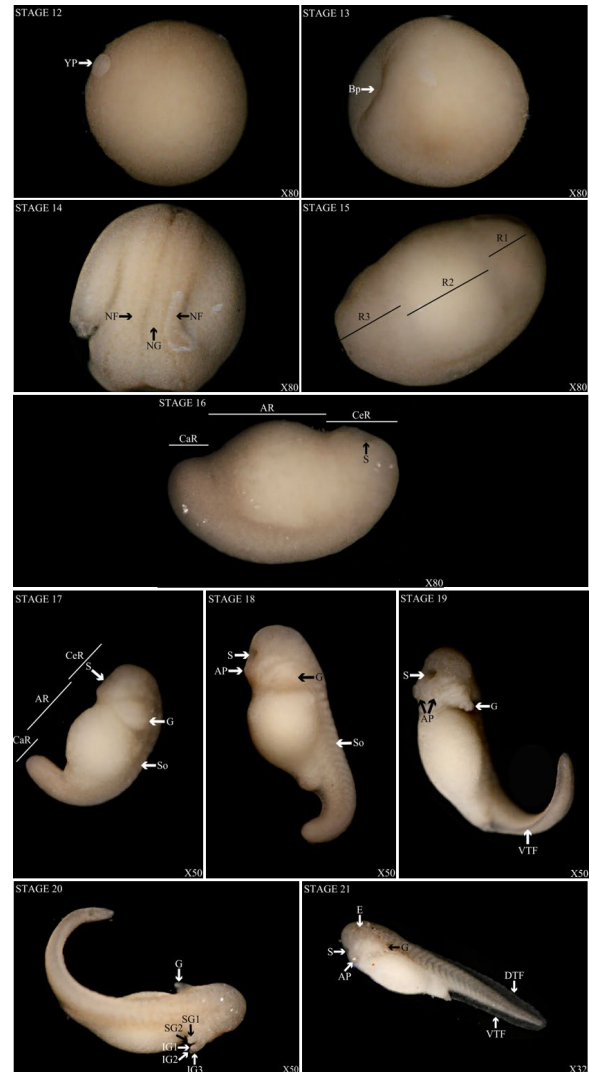 STAGE 12
YP
X80
STAGE 13
Bp
X80
STAGE 14
NF
NF
NG
X80
STAGE 15
R1
R2
R3
X80
STAGE 16
AR
CeR
CaR
S
X80
STAGE 17
CeR
S
AR
G
CaR
So
X50
STAGE 18
S
AP
G
So
X50
STAGE 19
S
AP
G
VTF
X50
STAGE 20
G
SG1
SG2
IG1
IG2
IG3
X50
STAGE 21
E
S
G
AP
DTF
VTF
X32